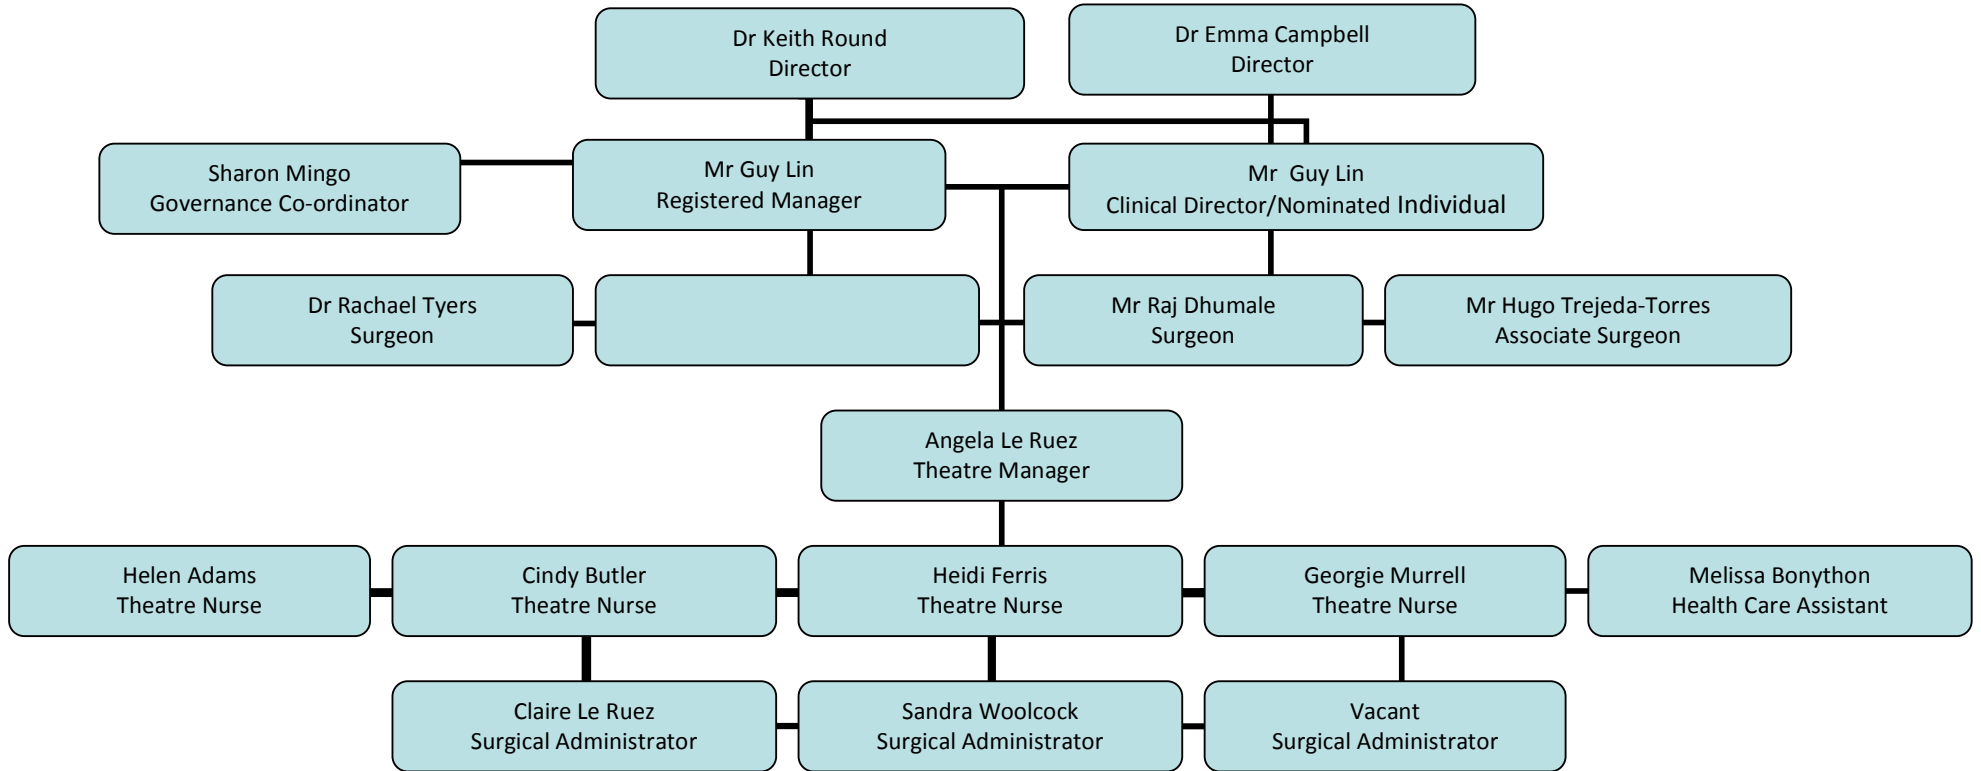 Dr Keith Round
Director
Dr Emma Campbell
Director
Sharon Mingo
Governance Co-ordinator
Mr Guy Lin
Registered Manager
Mr Guy Lin
Clinical Director/Nominated Individual
Dr Rachael Tyers
Surgeon
Mr Raj Dhumale
Surgeon
Mr Hugo Trejeda-Torres
Associate Surgeon
Angela Le Ruez
Theatre Manager
Helen Adams
Theatre Nurse
Cindy Butler
Theatre Nurse
Heidi Ferris
Theatre Nurse
Georgie Murrell
Theatre Nurse
Melissa Bonython
Health Care Assistant
Claire Le Ruez
Surgical Administrator
Sandra Woolcock
Surgical Administrator
Vacant
Surgical Administrator